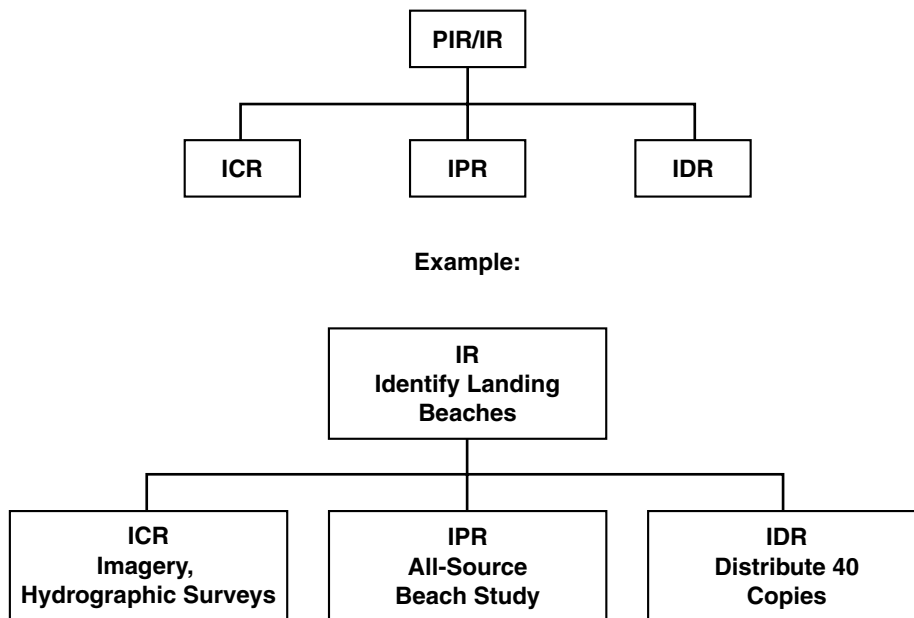 PIR/IR
ICR
IPR
IDR
Example:
IR
Identify Landing
Beaches
ICR
Imagery,
Hydrographic Surveys
IPR
All-Source
Beach Study
IDR
Distribute 40
Copies